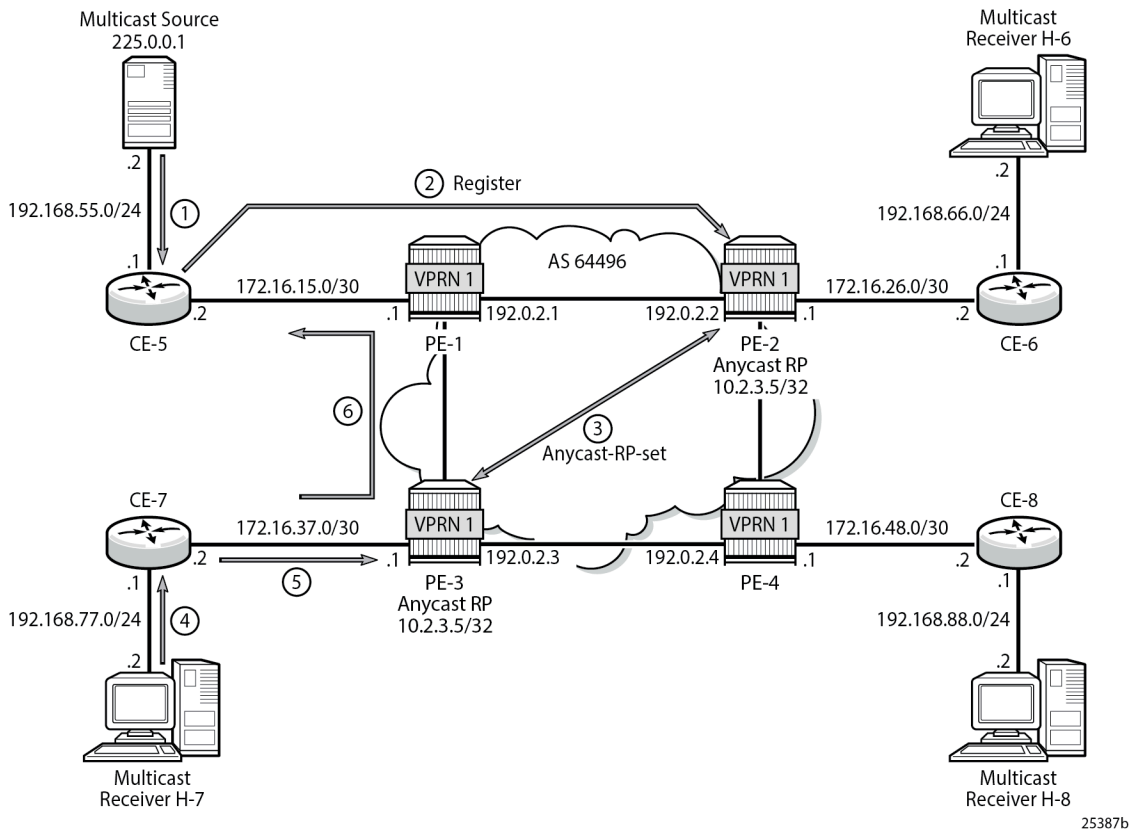 Multicast Source
225.0.0.1
Multicast
Receiver H-6
.2
.2
192.168.55.0/24
1
2 Register
192.168.66.0/24
.1
.1
VPRN 1
AS 64496
VPRN 1
172.16.15.0/30
172.16.26.0/30
.2
.1
192.0.2.1
192.0.2.2
.1
.2
CE-5
PE-1
PE-2
Anycast RP
10.2.3.5/32
CE-6
6
3
Anycast-RP-set
CE-7
CE-8
VPRN 1
VPRN 1
172.16.37.0/30
172.16.48.0/30
.2
.1
192.0.2.3
192.0.2.4
.1
.2
5
.1
.1
PE-3
Anycast RP
10.2.3.5/32
PE-4
192.168.77.0/24
4
192.168.88.0/24
.2
.2
Multicast
Receiver H-7
Multicast
Receiver H-8
25387b